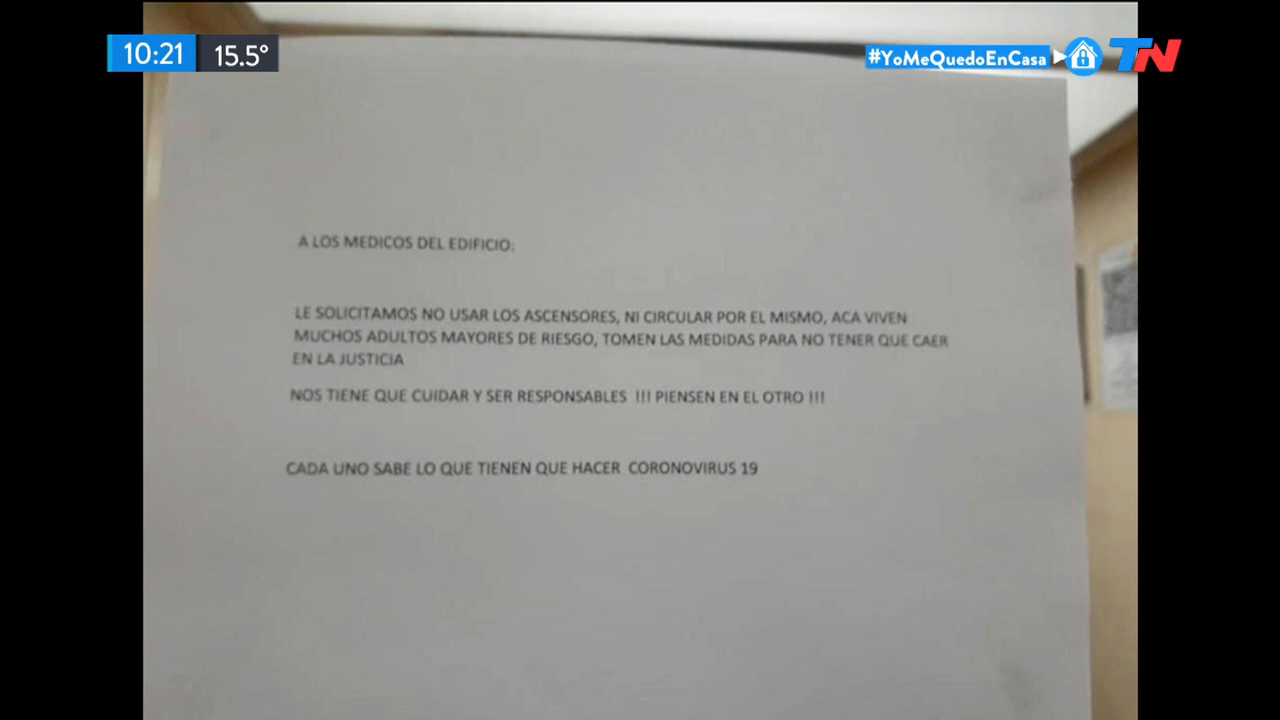 10:21 15.5°
#YoMeQuedoEnCasa TN
A LOS MEDICOS DEL EDIFICIO:
LE SOLICITAMOS NO USAR LOS ASCENSORES, NI CIRCULAR POR EL MISMO, ACA VIVEN
MUCHOS ADULTOS MAYORES DE RIESGO, TOMEN LAS MEDIDAS PARA NO TENER QUE CAER
EN LA JUSTICIA
NOS TIENE QUE CUIDAR Y SER RESPONSABLES !!! PIENSEN EN EL OTRO !!!
CADA UNO SABE LO QUE TIENEN QUE HACER CORONOVIRUS 19